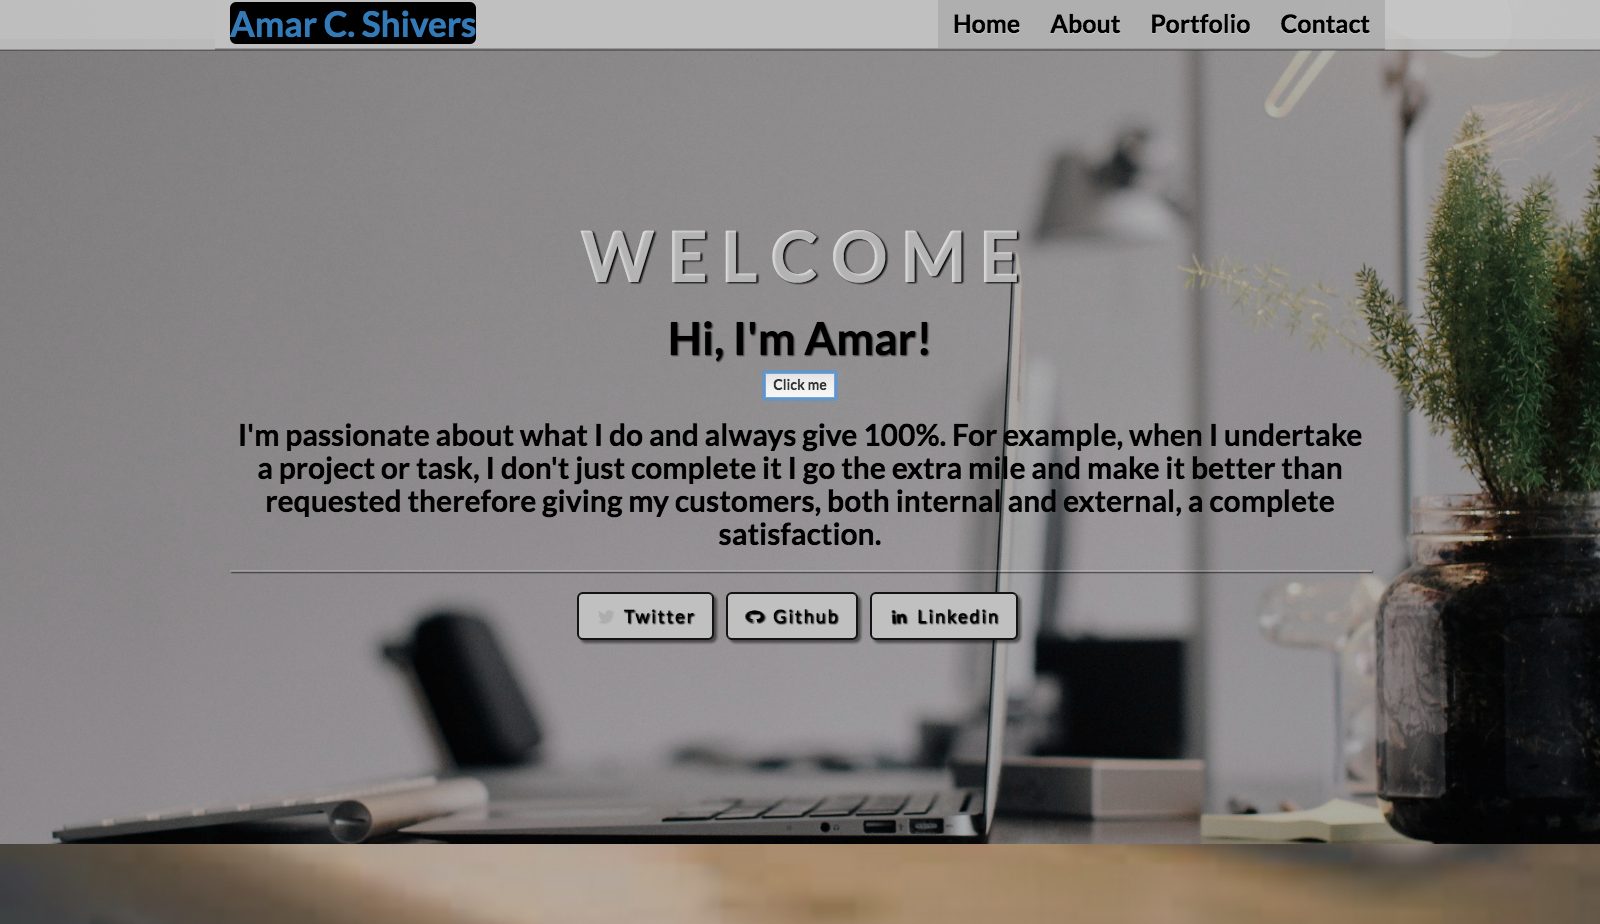 Amar C. Shivers
Home About Portfolio Contact
WELCOME
Hi, I'm Amar!
Click me
I'm passionate about what I do and always give 100%. For example, when I undertake
a project or task, I don't just complete it I go the extra mile and make it better than
requested therefore giving my customers, both internal and external, a complete
satisfaction.
Twitter Github Linkedin